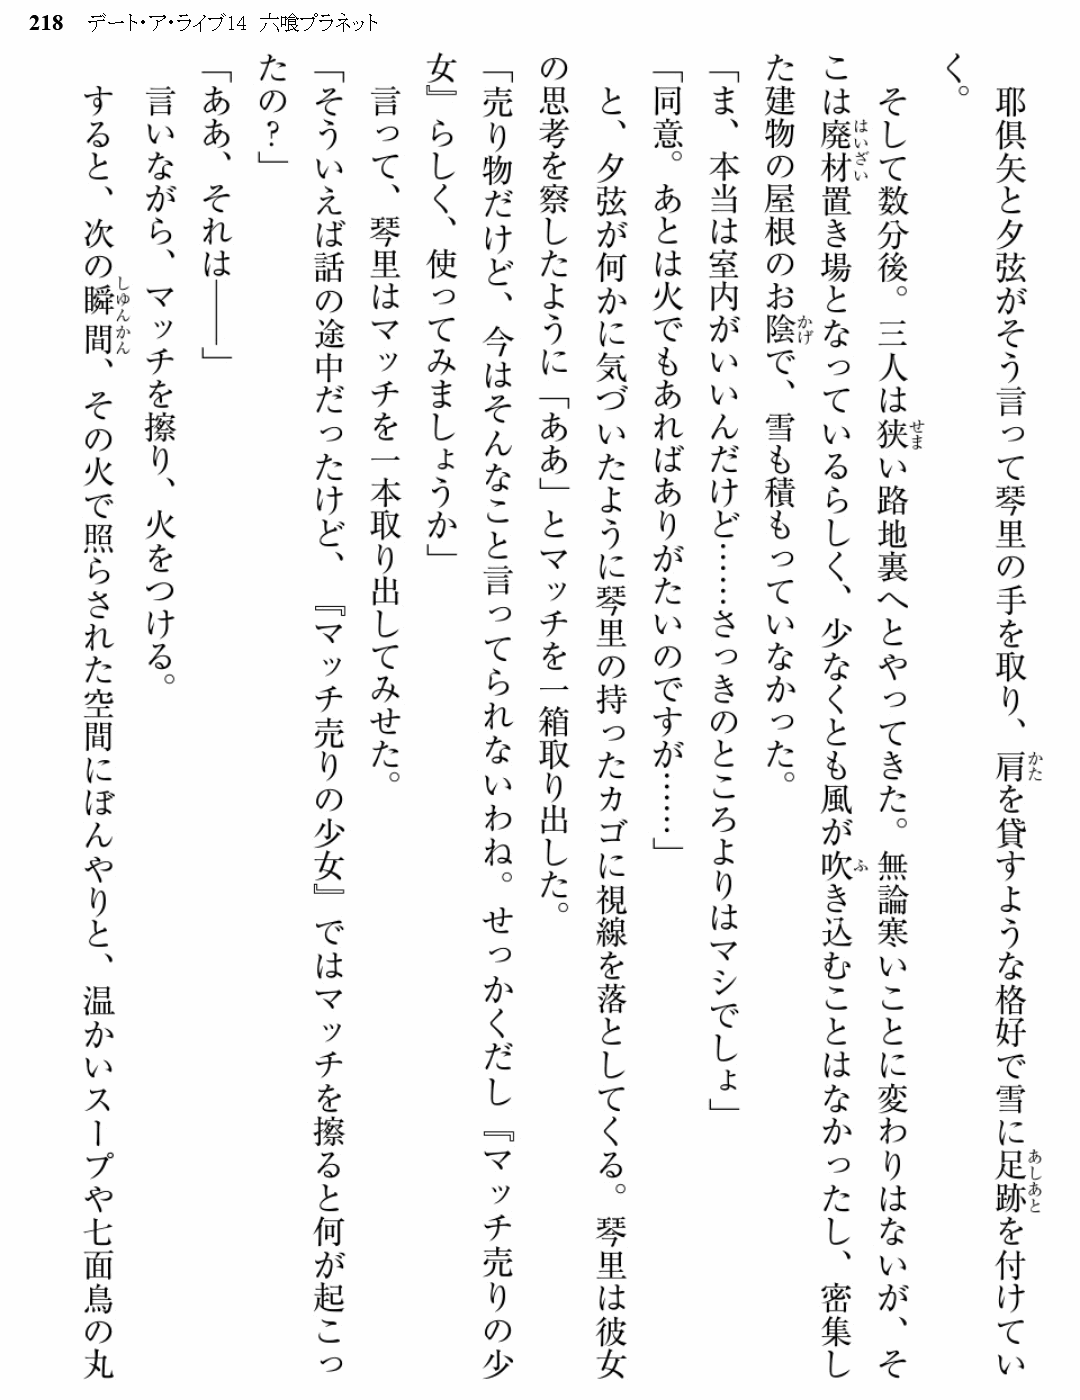 218 デート・ア・ライブ14 六喰プラネット
耶倶矢と夕弦がそう言って琴里の手を取り、肩を貸すような格好で雪に足跡を付けてい
く。
そして数分後。三人は狭い路地裏へとやってきた。無論寒いことに変わりはないが、そ
こは廃材置き場となっているらしく、少なくとも風が吹き込むことはなかったし、密集し
た建物の屋根のお陰で、雪も積もっていなかった。
「ま、本当は室内がいいんだけど……さっきのところよりはマシでしょ」
「同意。あとは火でもあればありがたいのですが……」
と、夕弦が何かに気づいたように琴里の持ったカゴに視線を落としてくる。琴里は彼女
の思考を察したように「ああ」とマッチを一箱取り出した。
「売り物だけど、今はそんなこと言ってられないわね。せっかくだし『マッチ売りの少
女』らしく、使ってみましょうか」
言って、琴里はマッチを一本取り出してみせた。
「そういえば話の途中だったけど、『マッチ売りの少女』ではマッチを擦ると何が起こっ
たの？」
「ああ、それは――」
言いながら、マッチを擦り、火をつける。
すると、次の瞬間、その火で照らされた空間にぼんやりと、温かいスープや七面鳥の丸